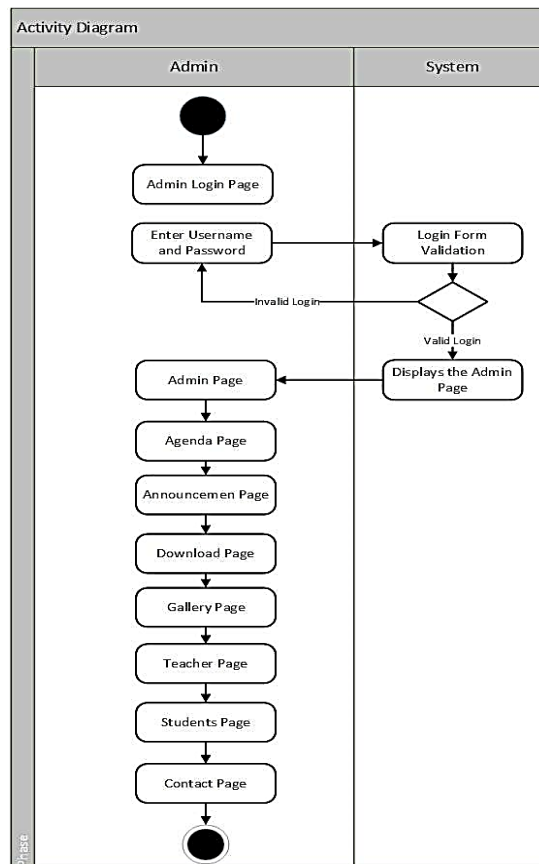 Activity Diagram
Admin
System
Admin Login Page
Enter Username
and Password
Login Form
Validation
Invalid Login
Valid Login
Admin Page
Displays the Admin
Page
Agenda Page
Announcemen Page
Download Page
Gallery Page
Teacher Page
Students Page
Contact Page
Phase